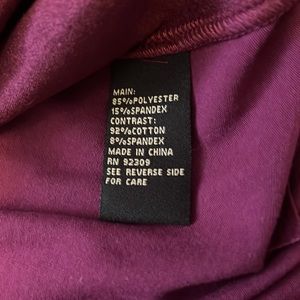 MAIN:
85%POLYESTER
15%SPANDEX
CONTRAST:
92%COTTON
8%SPANDEX
MADE IN CHINA
RN 92309
SEE REVERSE SIDE
FOR CARE